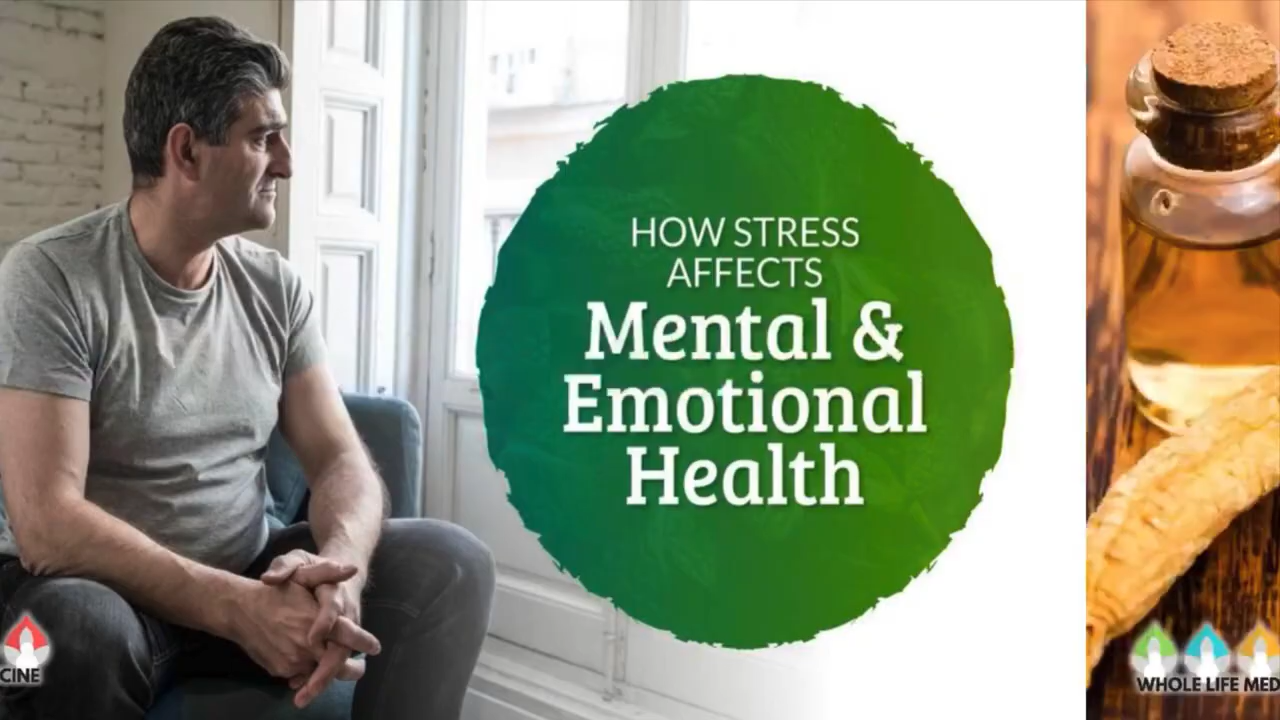 HOW STRESS
AFFECTS
Mental &
Emotional
Health
CINE
WHOLE LIFE MED